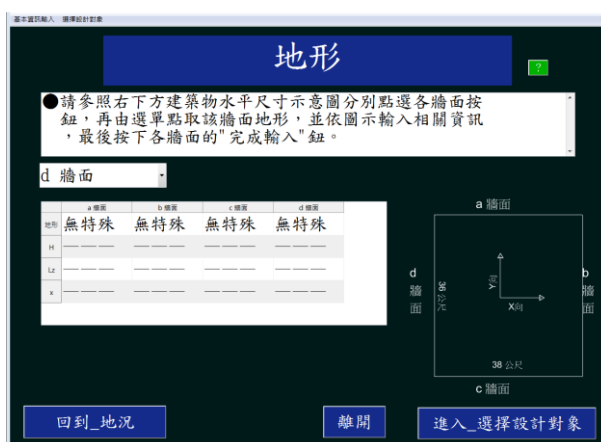 基本資訊輸入 選擇設計對象
地形
?
●請參照右下方建築物水平尺寸示意圖分別點選各牆面按
鈕，再由選單點取該牆面地形，並依圖示輸入相關資訊
，最後按下各牆面的"完成輸入"鈕。
d 牆面
a 牆面 b 牆面 c 牆面 d 牆面
地形 無特殊 無特殊 無特殊 無特殊
H ——— ——— ——— ———
Lz ——— ——— ——— ———
x ——— ——— ——— ———
a 牆面
d 牆面
b 牆面
36 公尺
Y向
X向
38 公尺
c 牆面
回到_地況
離開
進入_選擇設計對象